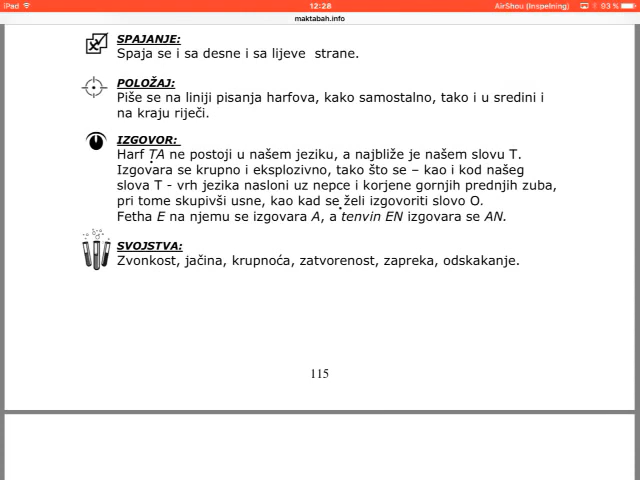 iPad
12:28
AirShou (Inspelning)
93 %
maktabah.info
SPAJANJE:
Spaja se i sa desne i sa lijeve strane.
POLOŽAJ:
Piše se na liniji pisanja harfova, kako samostalno, tako i u sredini i
na kraju riječi.
IZGOVOR:
Harf ṬA ne postoji u našem jeziku, a najbliže je našem slovu T.
Izgovara se krupno i eksplozivno, tako što se – kao i kod našeg
slova T - vrh jezika nasloni uz nepce i korjene gornjih prednjih zuba,
pri tome skupivši usne, kao kad se želi izgovoriti slovo O.
Fetha E na njemu se izgovara A, a tenvin EN izgovara se AN.
SVOJSTVA:
Zvonkost, jačina, krupnoća, zatvorenost, zapreka, odskakanje.
115